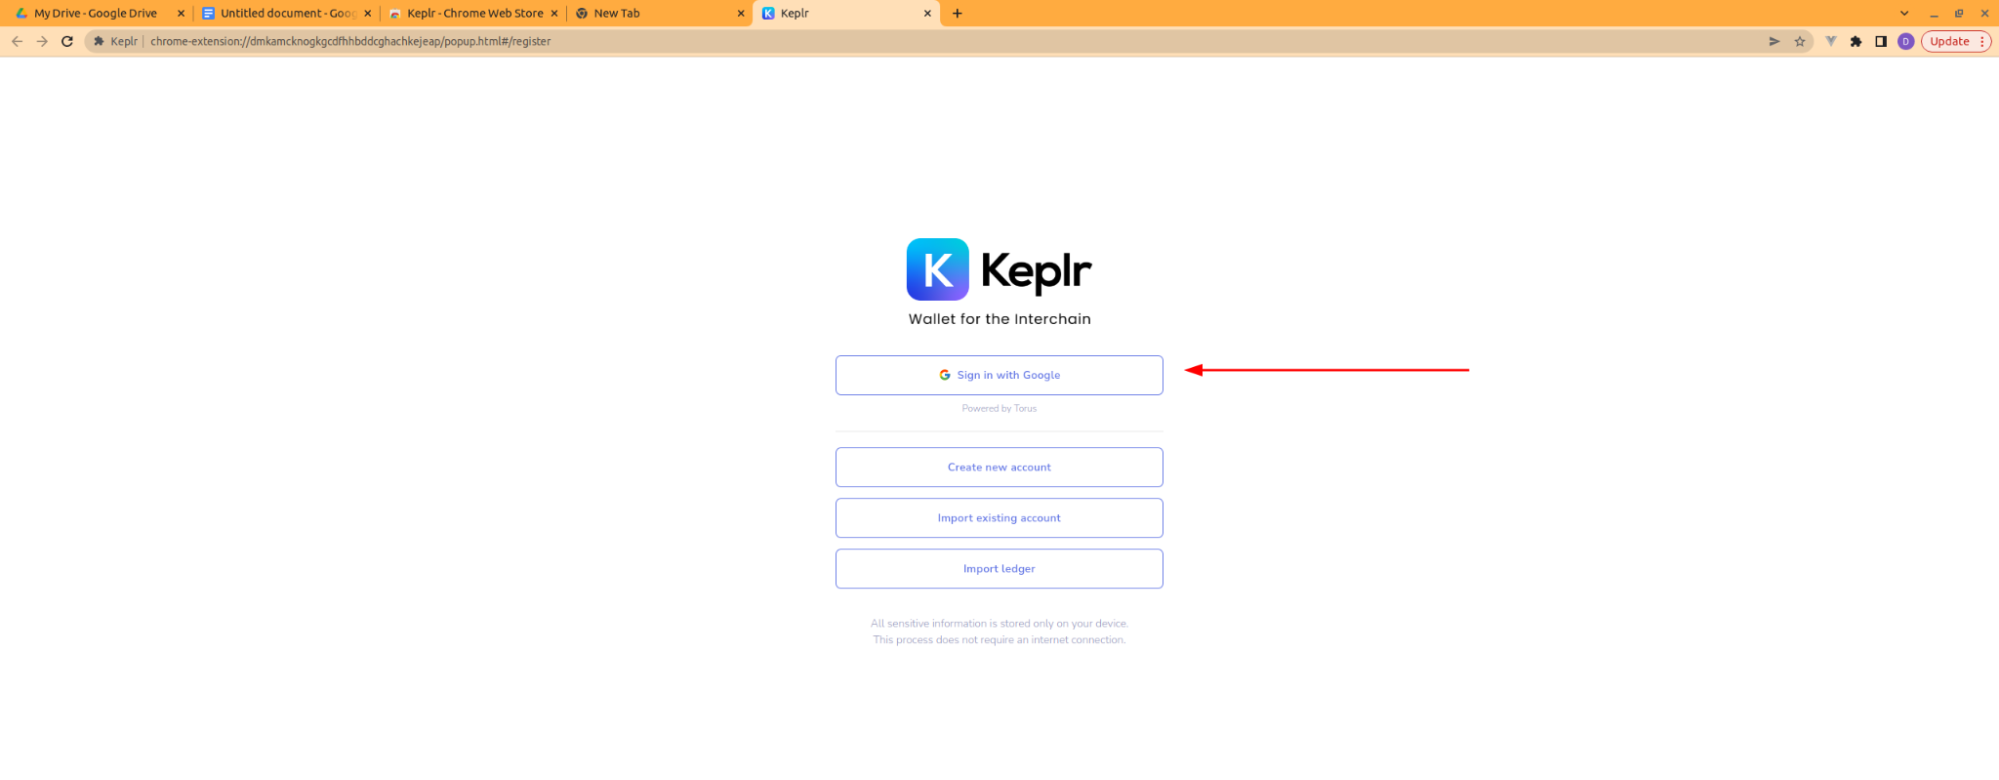 My Drive - Google Drive
Untitled document - Goog
Keplr - Chrome Web Store
New Tab
Keplr
Keplr
chrome-extension://dmkamcknogkgcdfhhbddcghachkejeap/popup.html#/register
D
Update
K
Keplr
Wallet for the Interchain
Sign in with Google
Powered by Torus
Create new account
Import existing account
Import ledger
All sensitive information is stored only on your device.
This process does not require an internet connection.